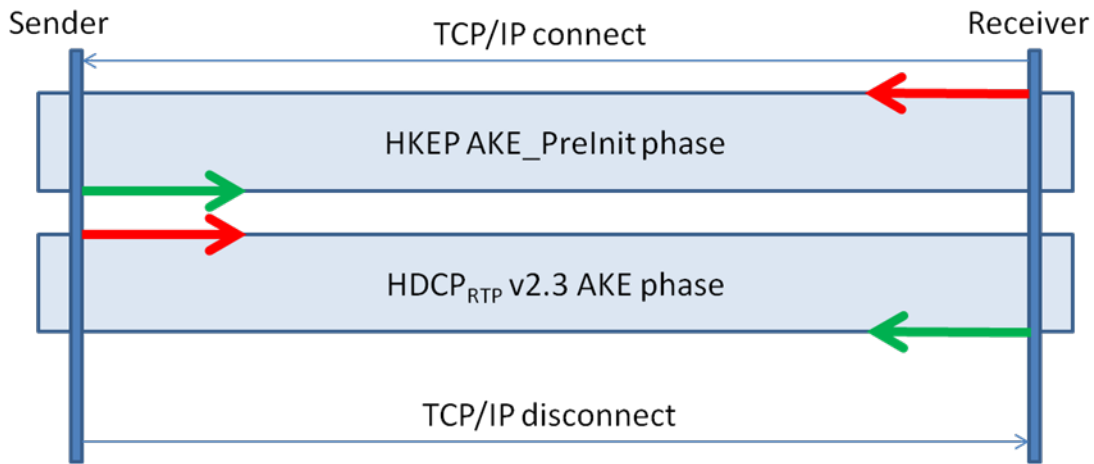 Sender
Receiver
TCP/IP connect
HKEP AKE_PreInit phase
HDCPRTP v2.3 AKE phase
TCP/IP disconnect